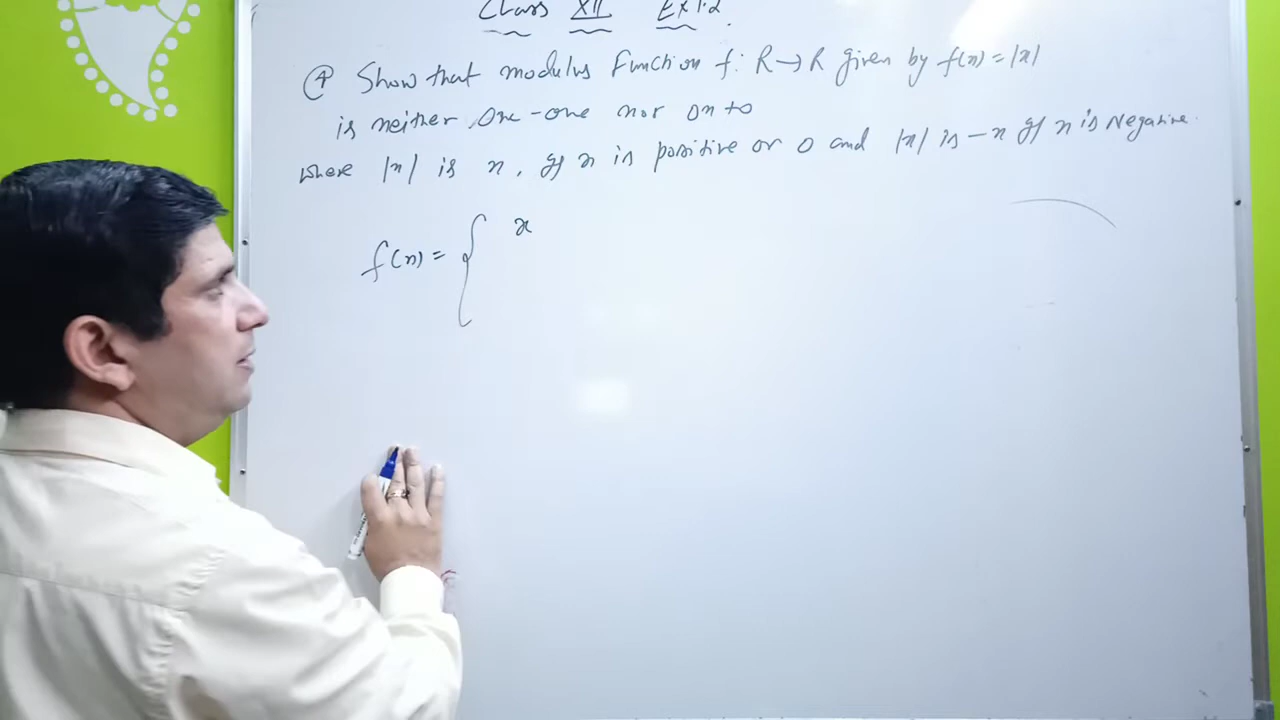 Class XII Ex 1.2
④ Show that modulus Function f: R→R given by f(x) = |x|
is neither one-one nor onto
where |x| is x, if x is positive or 0 and |x| is -x if x is Negative.
f(x) = { x